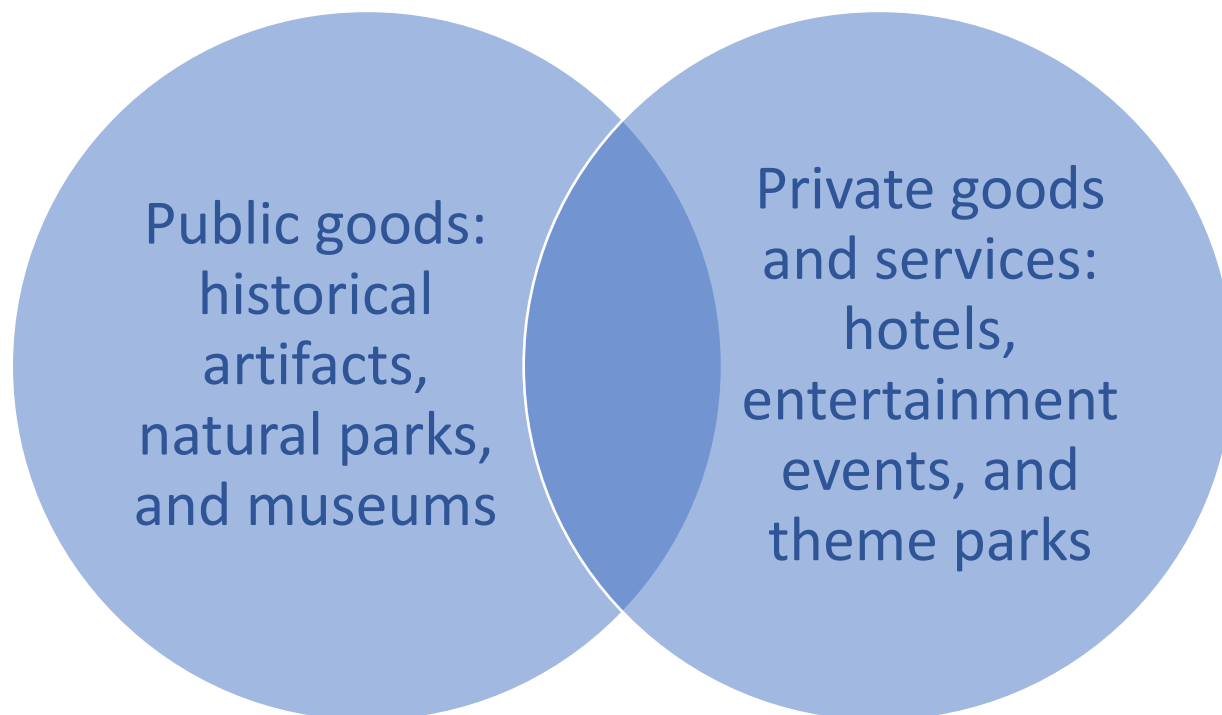 Public goods:
historical
artifacts,
natural parks,
and museums
Private goods
and services:
hotels,
entertainment
events, and
theme parks